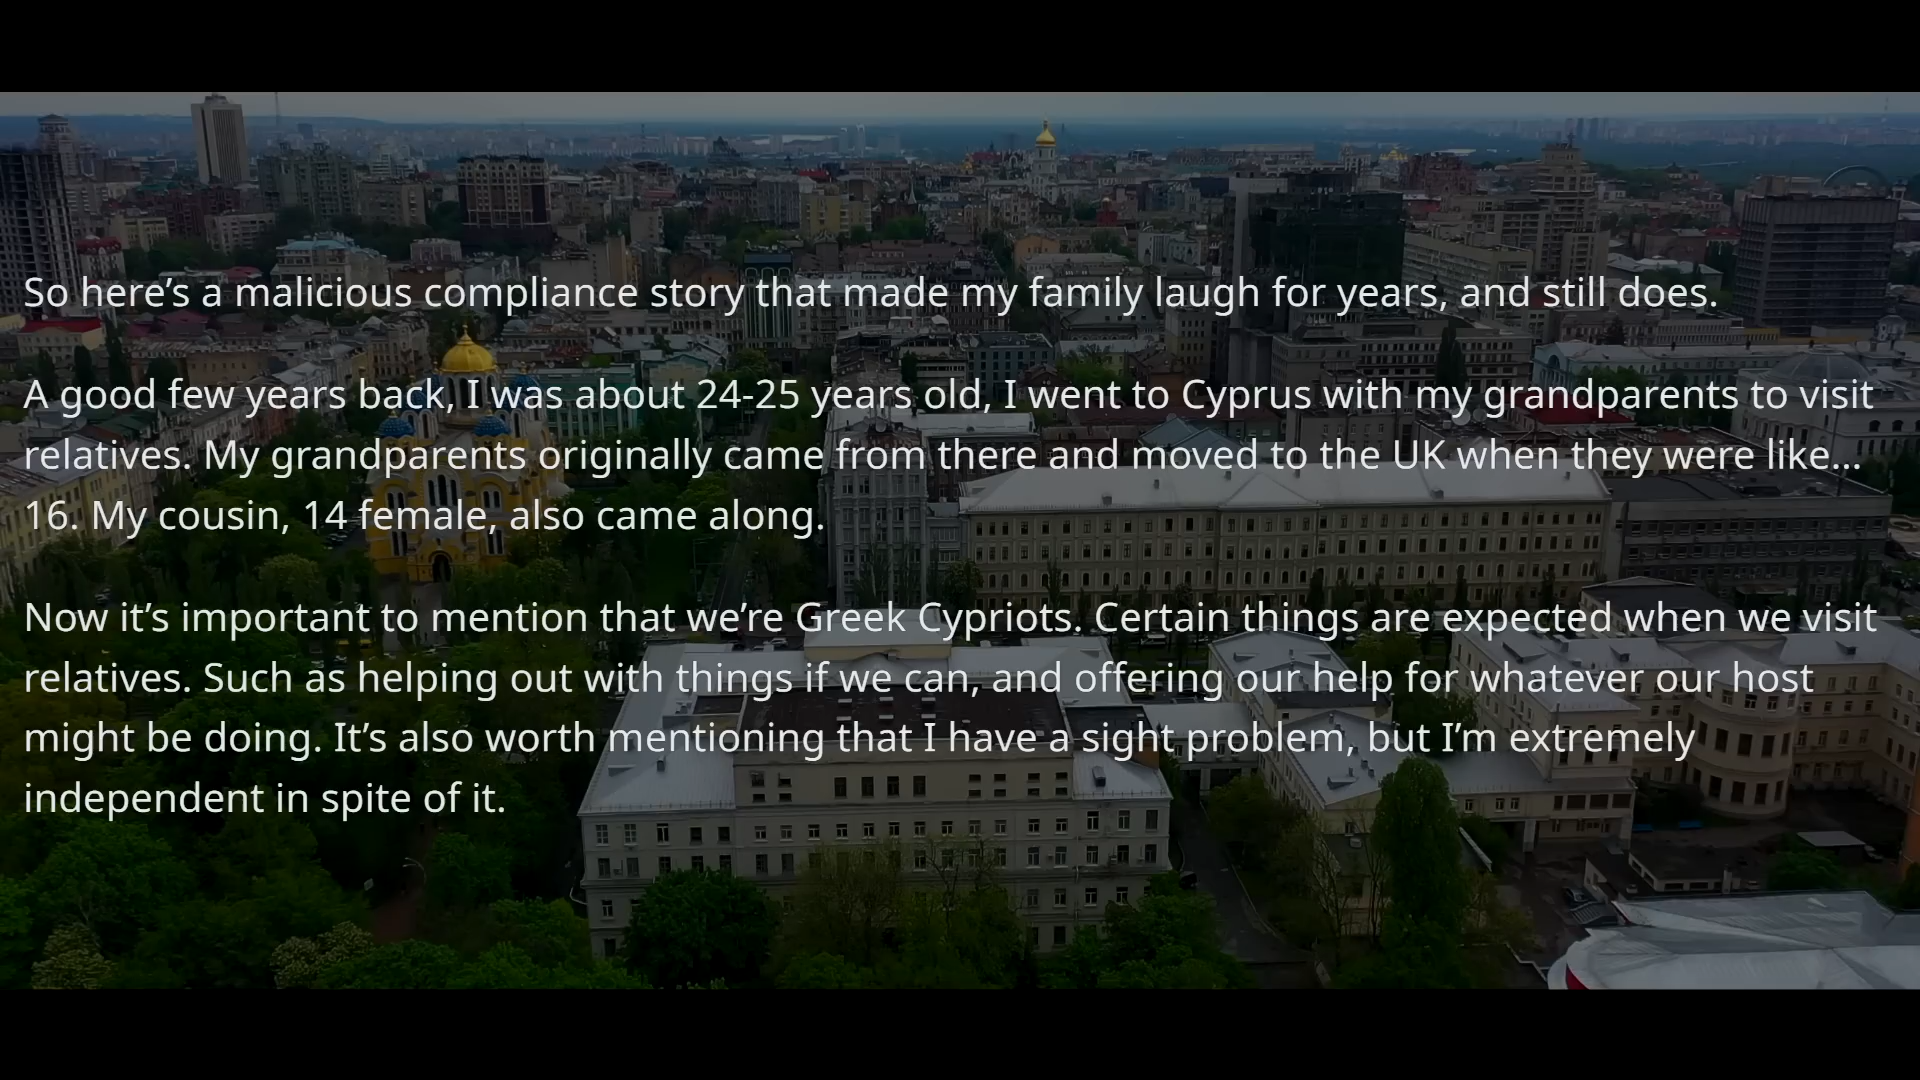 So here’s a malicious compliance story that made my family laugh for years, and still does.
A good few years back, I was about 24-25 years old, I went to Cyprus with my grandparents to visit
relatives. My grandparents originally came from there and moved to the UK when they were like...
16. My cousin, 14 female, also came along.
Now it’s important to mention that we’re Greek Cypriots. Certain things are expected when we visit
relatives. Such as helping out with things if we can, and offering our help for whatever our host
might be doing. It’s also worth mentioning that I have a sight problem, but I’m extremely
independent in spite of it.